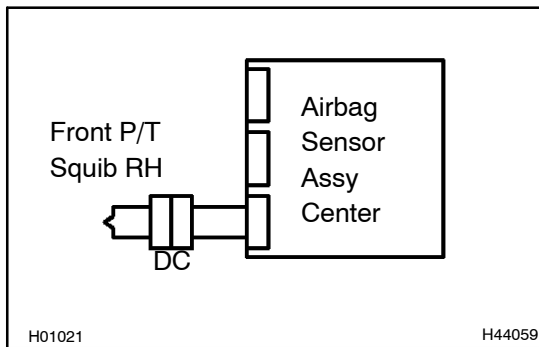 Front P/T
Squib RH
Airbag
Sensor
Assy
Center
DC
H01021
H44059